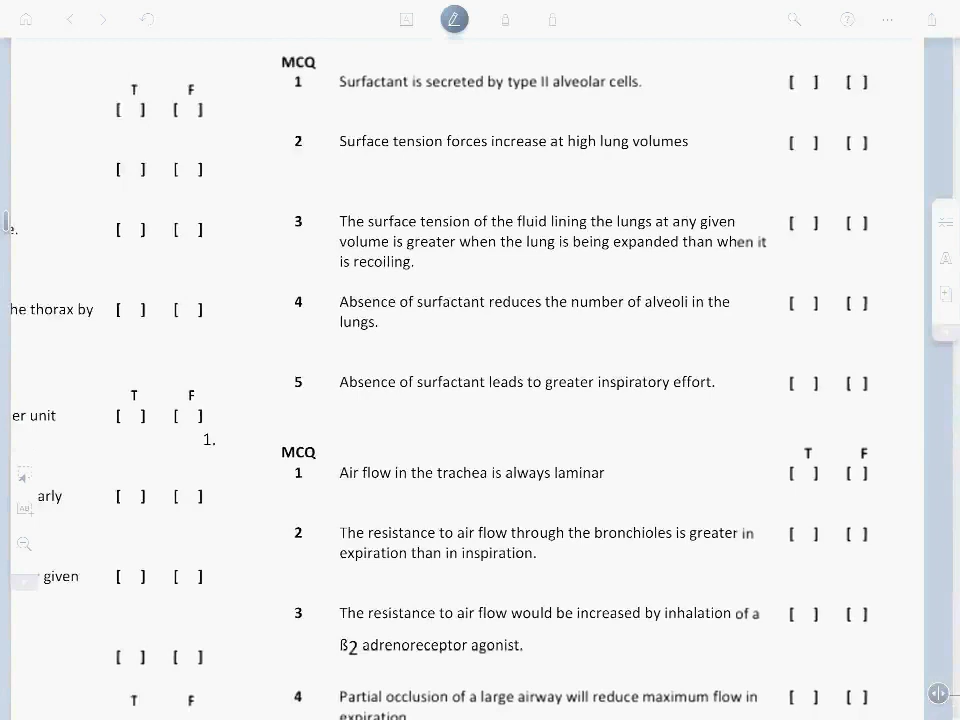 T F
[ ] [ ]
[ ] [ ]
e. [ ] [ ]
he thorax by [ ] [ ]
T F
er unit [ ] [ ]
1.
arly [ ] [ ]
given [ ] [ ]
[ ] [ ]
T F
MCQ
1 Surfactant is secreted by type II alveolar cells. [ ] [ ]
2 Surface tension forces increase at high lung volumes [ ] [ ]
3 The surface tension of the fluid lining the lungs at any given [ ] [ ]
volume is greater when the lung is being expanded than when it
is recoiling.
4 Absence of surfactant reduces the number of alveoli in the [ ] [ ]
lungs.
5 Absence of surfactant leads to greater inspiratory effort. [ ] [ ]
MCQ T F
1 Air flow in the trachea is always laminar [ ] [ ]
2 The resistance to air flow through the bronchioles is greater in [ ] [ ]
expiration than in inspiration.
3 The resistance to air flow would be increased by inhalation of a [ ] [ ]
ß2 adrenoreceptor agonist.
4 Partial occlusion of a large airway will reduce maximum flow in [ ] [ ]
expiration